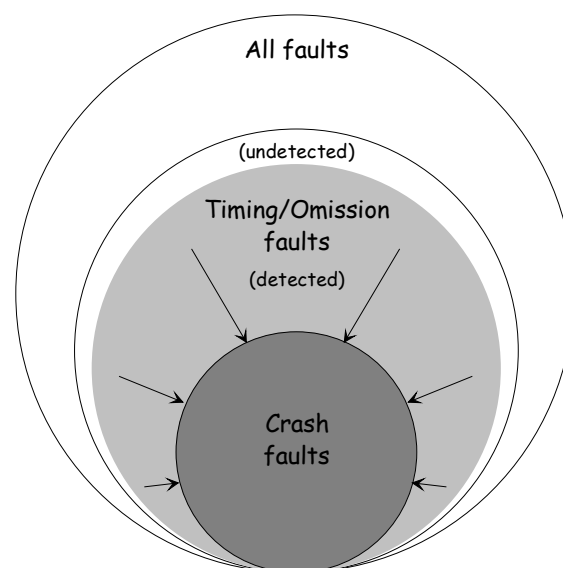 All faults
(undetected)
Timing/Omission
faults
(detected)
Crash
faults